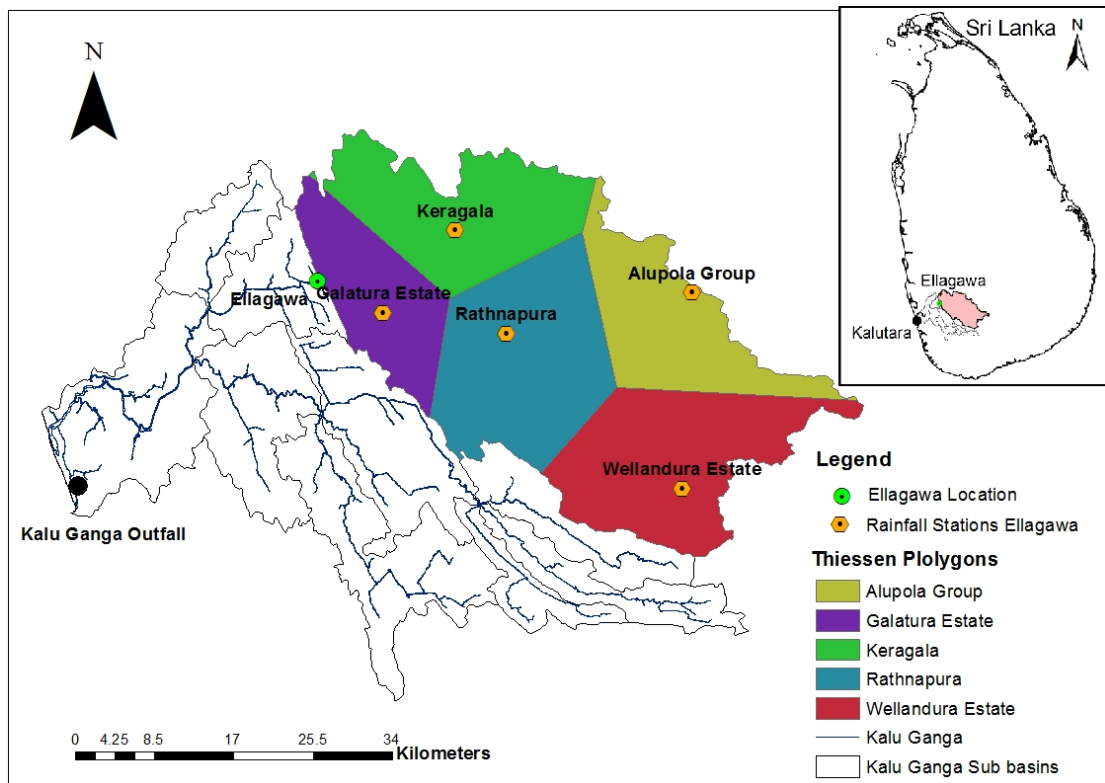 N
Sri Lanka
N
Ellagawa
Kalutara
Keragala
Alupola Group
Ellagawa
Galatura Estate
Rathnapura
Wellandura Estate
Kalu Ganga Outfall
Legend
Ellagawa Location
Rainfall Stations Ellagawa
Thiessen Plolygons
Alupola Group
Galatura Estate
Keragala
Rathnapura
Wellandura Estate
Kalu Ganga
Kalu Ganga Sub basins
0 4.25 8.5 17 25.5 34
Kilometers